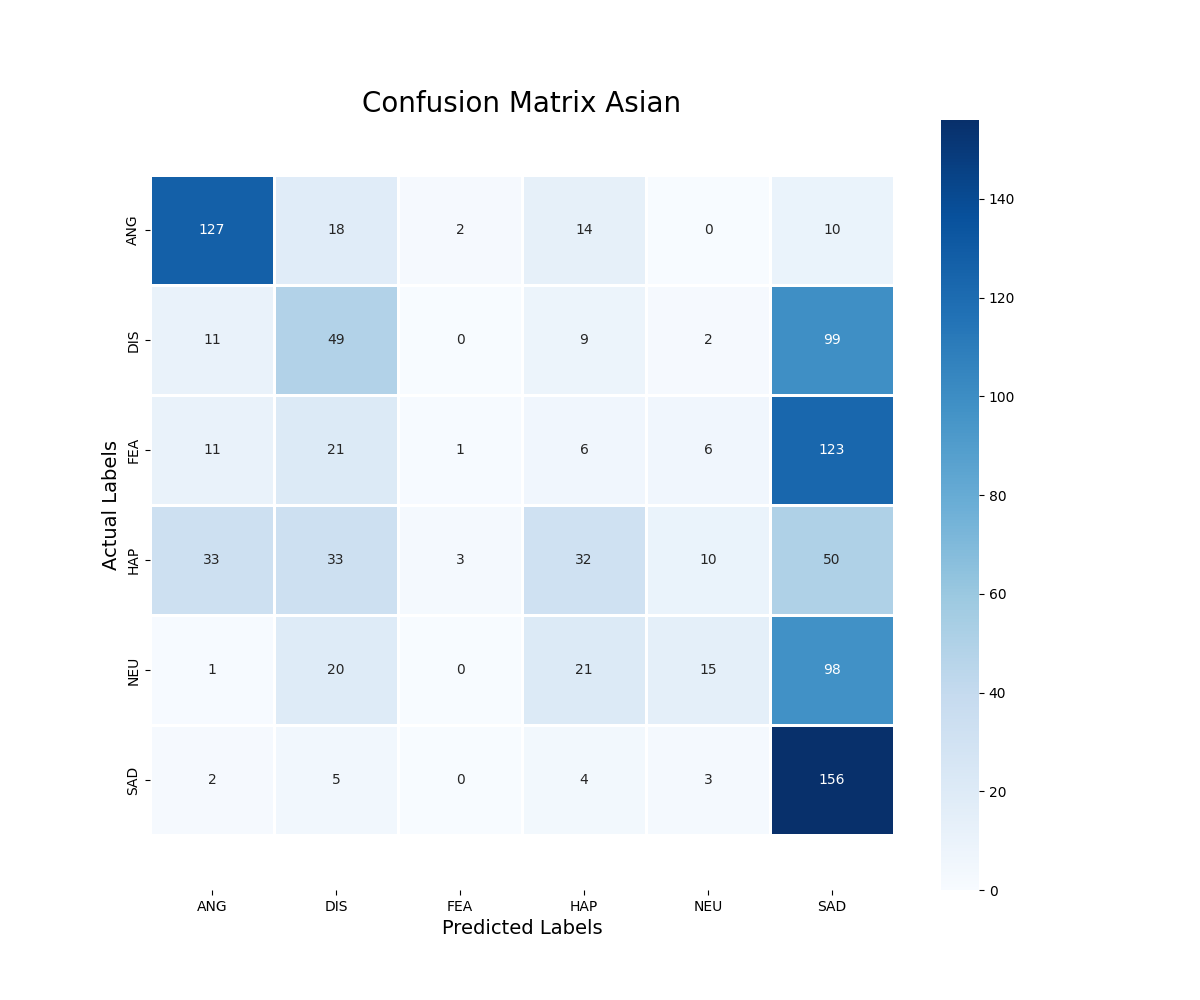 Confusion Matrix Asian
ANG 127 18 2 14 0 10
DIS 11 49 0 9 2 99
FEA 11 21 1 6 6 123
HAP 33 33 3 32 10 50
NEU 1 20 0 21 15 98
SAD 2 5 0 4 3 156
Actual Labels
ANG DIS FEA HAP NEU SAD
Predicted Labels
140
120
100
80
60
40
20
0